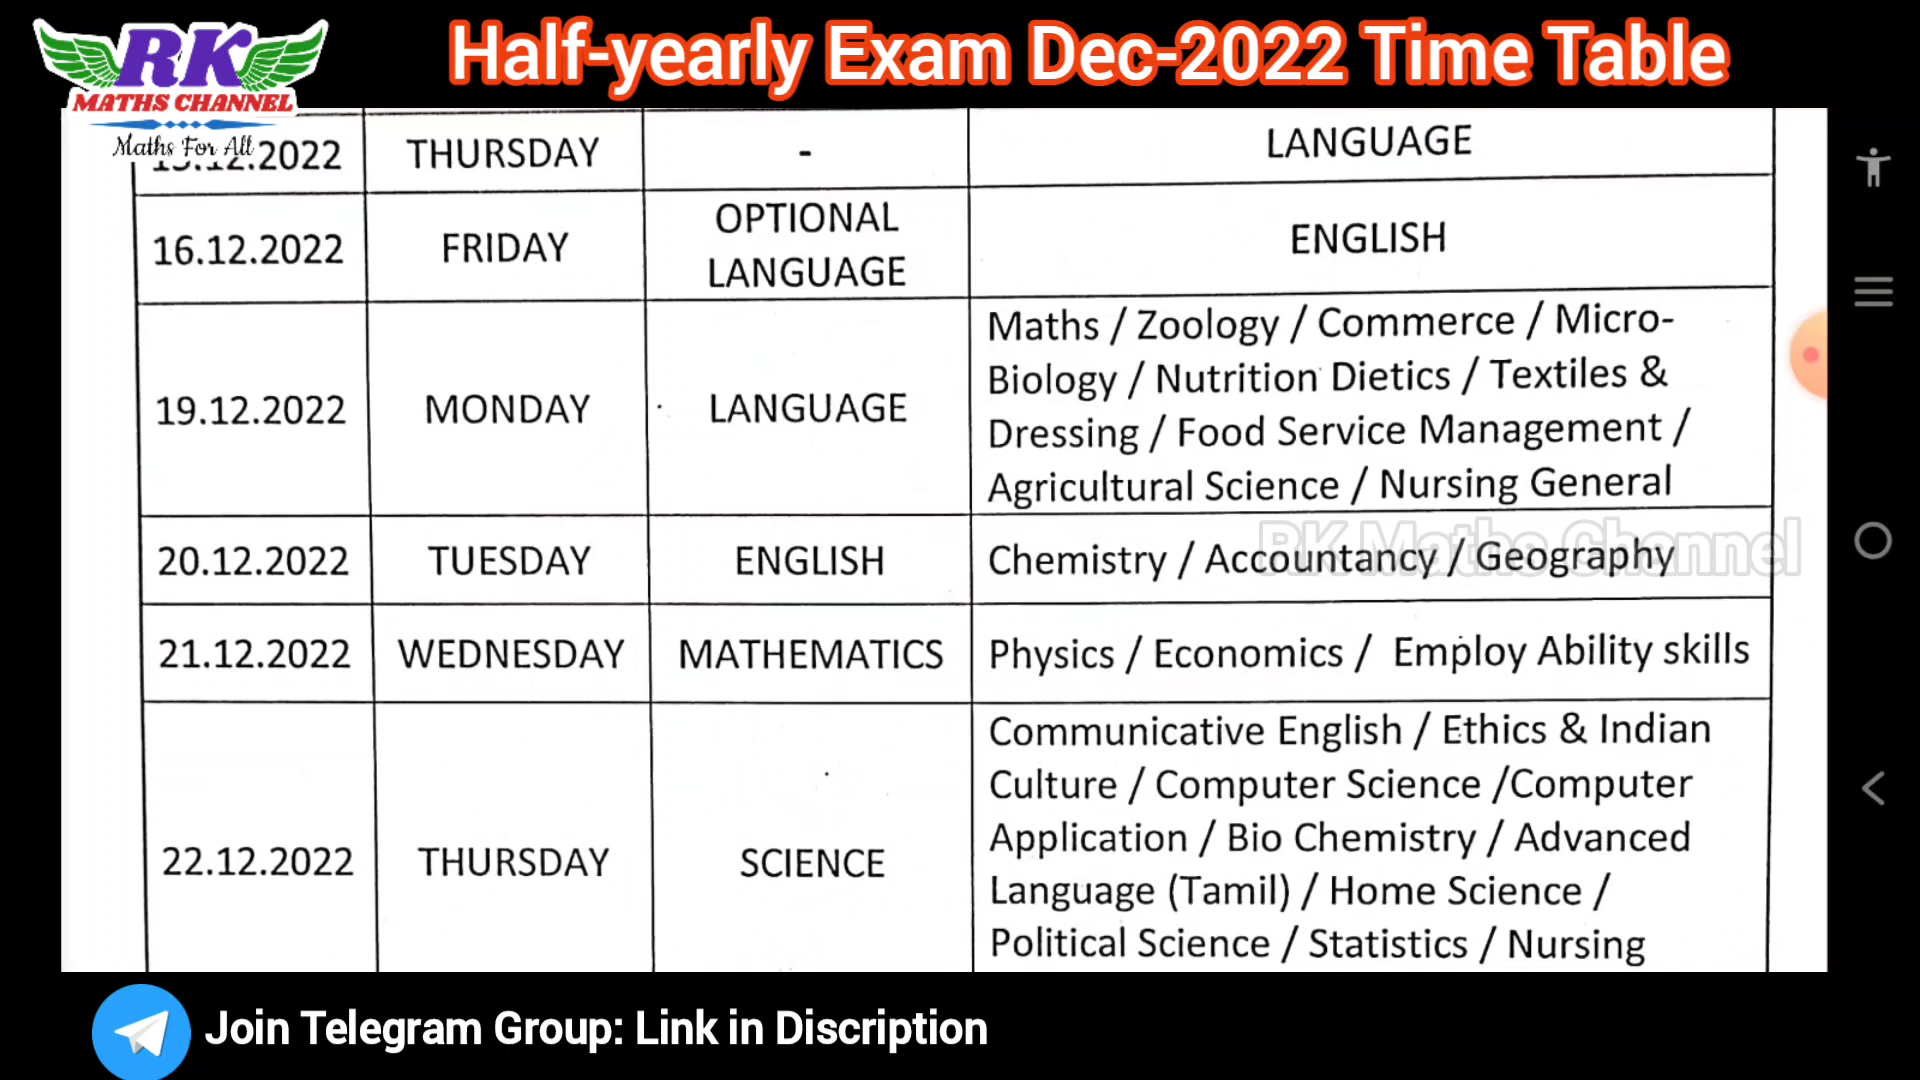 RK
MATHS CHANNEL
Maths For All
Half-yearly Exam Dec-2022 Time Table
15.12.2022 THURSDAY - LANGUAGE
16.12.2022 FRIDAY OPTIONAL LANGUAGE ENGLISH
19.12.2022 MONDAY LANGUAGE Maths / Zoology / Commerce / Micro-
Biology / Nutrition Dietics / Textiles &
Dressing / Food Service Management /
Agricultural Science / Nursing General
20.12.2022 TUESDAY ENGLISH Chemistry / Accountancy / Geography
RK Maths Channel
21.12.2022 WEDNESDAY MATHEMATICS Physics / Economics / Employ Ability skills
22.12.2022 THURSDAY SCIENCE Communicative English / Ethics & Indian
Culture / Computer Science /Computer
Application / Bio Chemistry / Advanced
Language (Tamil) / Home Science /
Political Science / Statistics / Nursing
Join Telegram Group: Link in Discription